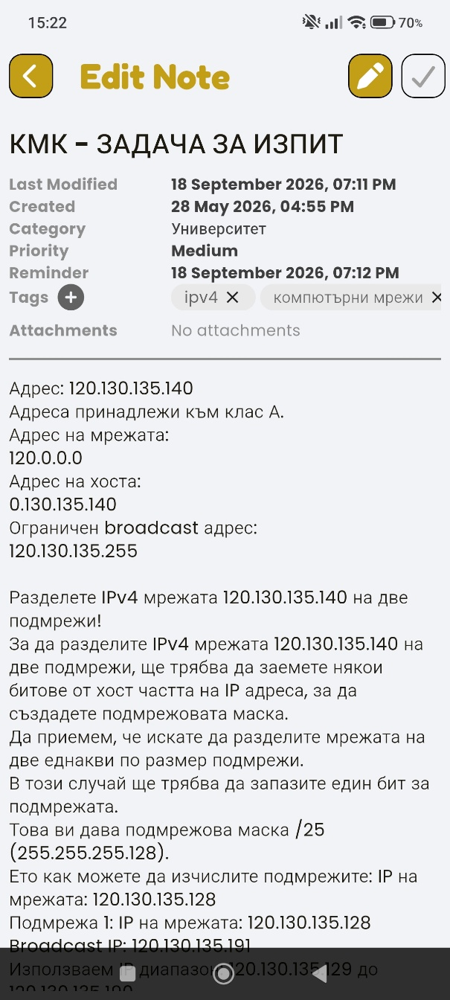 15:22
70%
Edit Note
КМК - ЗАДАЧА ЗА ИЗПИТ
Last Modified 18 September 2026, 07:11 PM
Created 28 May 2026, 04:55 PM
Category Университет
Priority Medium
Reminder 18 September 2026, 07:12 PM
Tags ipv4 компютърни мрежи
Attachments No attachments
Адрес: 120.130.135.140
Адреса принадлежи към клас А.
Адрес на мрежата:
120.0.0.0
Адрес на хоста:
0.130.135.140
Ограничен broadcast адрес:
120.130.135.255
Разделете IPv4 мрежата 120.130.135.140 на две
подмрежи!
За да разделите IPv4 мрежата 120.130.135.140 на
две подмрежи, ще трябва да заемете някои
битове от хост частта на IP адреса, за да
създадете подмрежовата маска.
Да приемем, че искате да разделите мрежата на
две еднакви по размер подмрежи.
В този случай ще трябва да запазите един бит за
подмрежата.
Това ви дава подмрежова маска /25
(255.255.255.128).
Ето как можете да изчислите подмрежите: IP на
мрежата: 120.130.135.128
Подмрежа 1: IP на мрежата: 120.130.135.128
Broadcast IP: 120.130.135.191
Използваем IP диапазон: 120.130.135.129 до
120.130.135.190